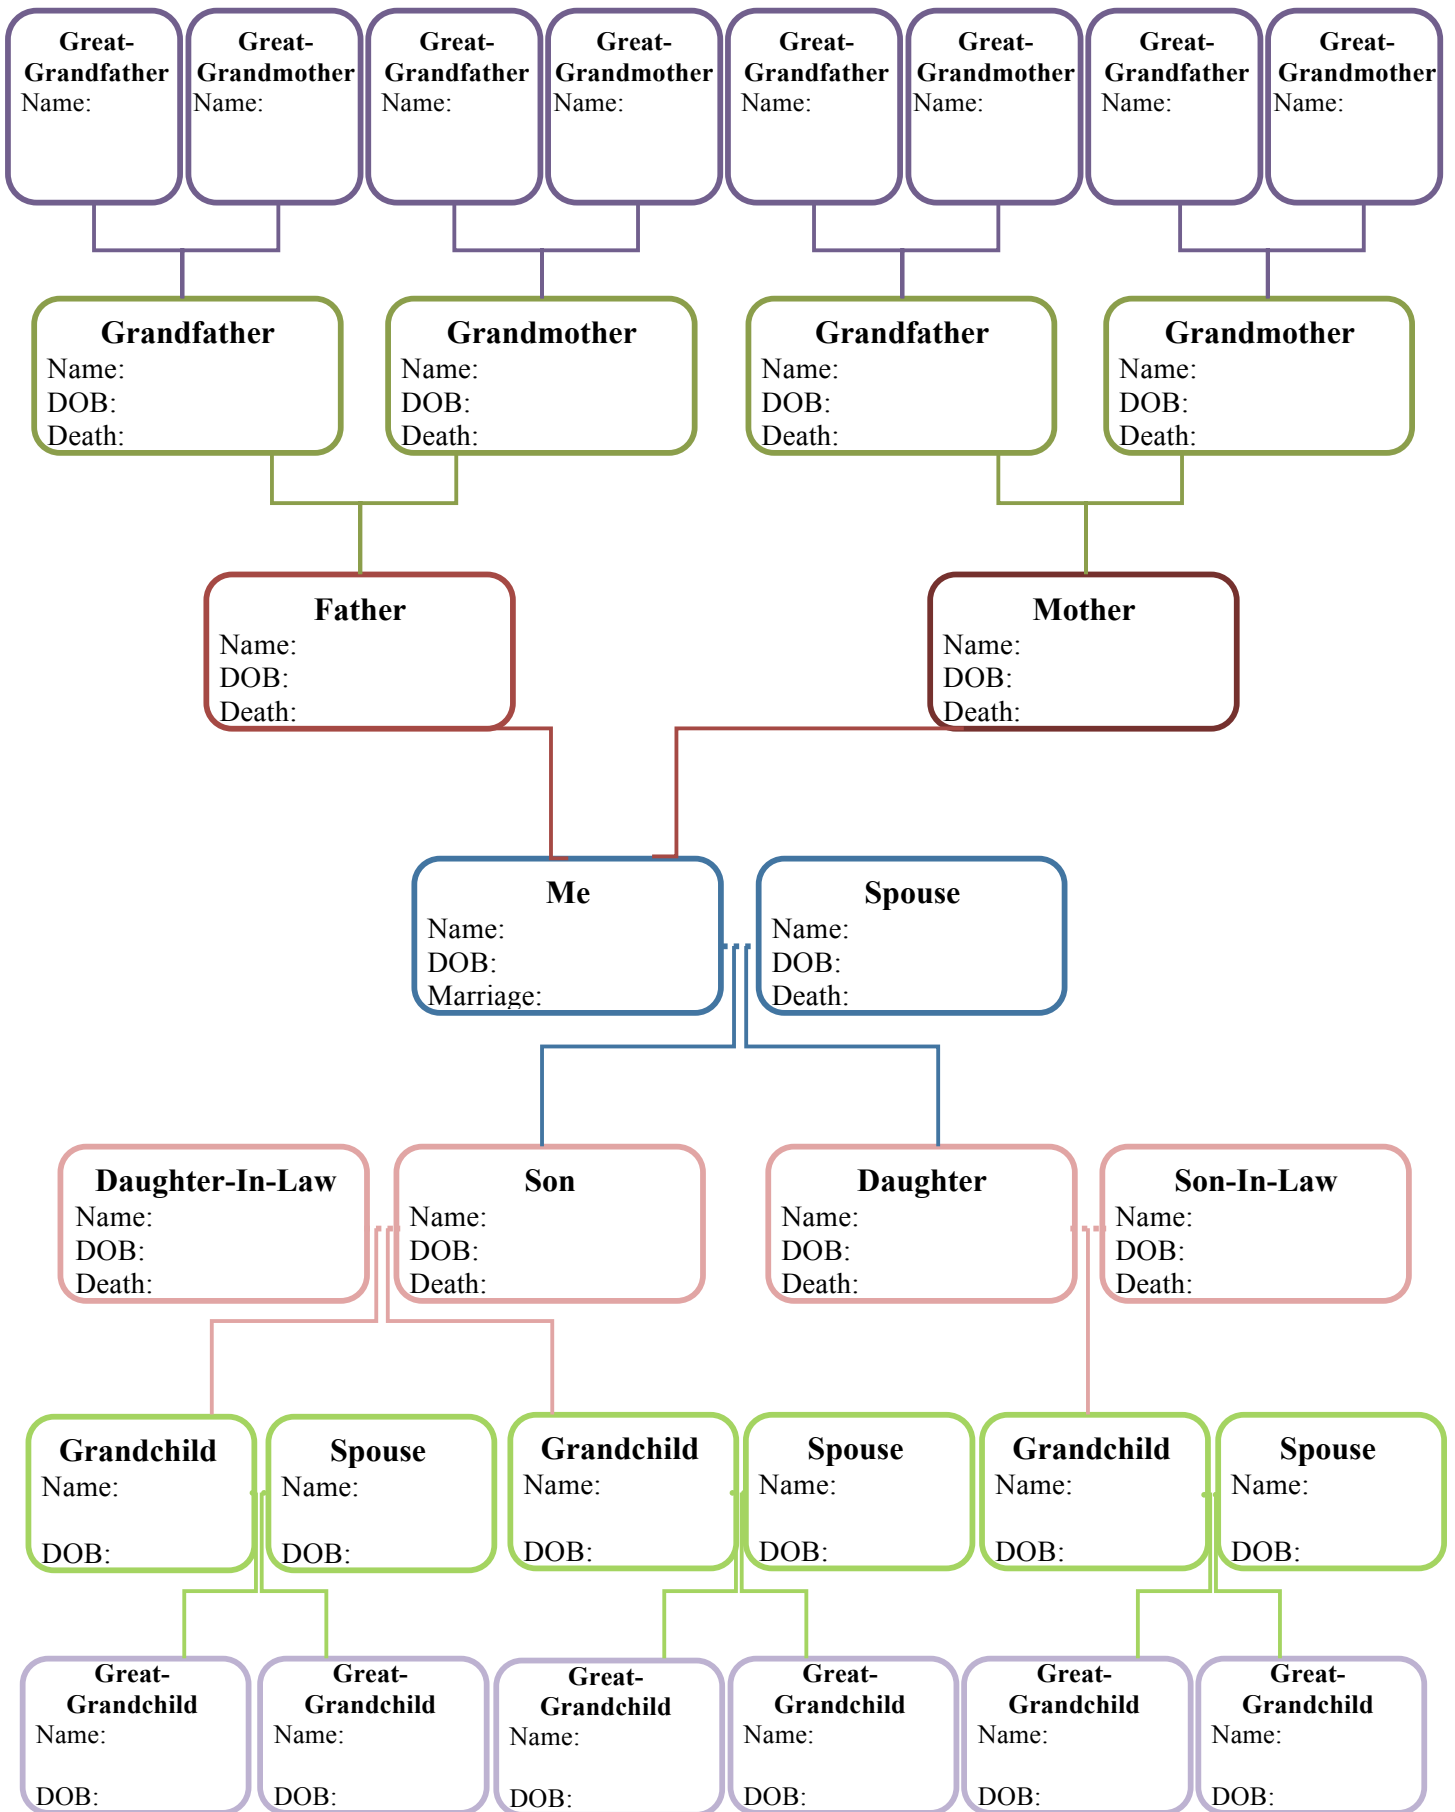 Great-
Grandfather
Name:
Great-
Grandmother
Name:
Great-
Grandfather
Name:
Great-
Grandmother
Name:
Great-
Grandfather
Name:
Great-
Grandmother
Name:
Great-
Grandfather
Name:
Great-
Grandmother
Name:
Grandfather
Name:
DOB:
Death:
Grandmother
Name:
DOB:
Death:
Grandfather
Name:
DOB:
Death:
Grandmother
Name:
DOB:
Death:
Father
Name:
DOB:
Death:
Mother
Name:
DOB:
Death:
Me
Name:
DOB:
Marriage:
Spouse
Name:
DOB:
Death:
Daughter-In-Law
Name:
DOB:
Death:
Son
Name:
DOB:
Death:
Daughter
Name:
DOB:
Death:
Son-In-Law
Name:
DOB:
Death:
Grandchild
Name:
DOB:
Spouse
Name:
DOB:
Grandchild
Name:
DOB:
Spouse
Name:
DOB:
Grandchild
Name:
DOB:
Spouse
Name:
DOB:
Great-
Grandchild
Name:
DOB:
Great-
Grandchild
Name:
DOB:
Great-
Grandchild
Name:
DOB:
Great-
Grandchild
Name:
DOB:
Great-
Grandchild
Name:
DOB:
Great-
Grandchild
Name:
DOB: